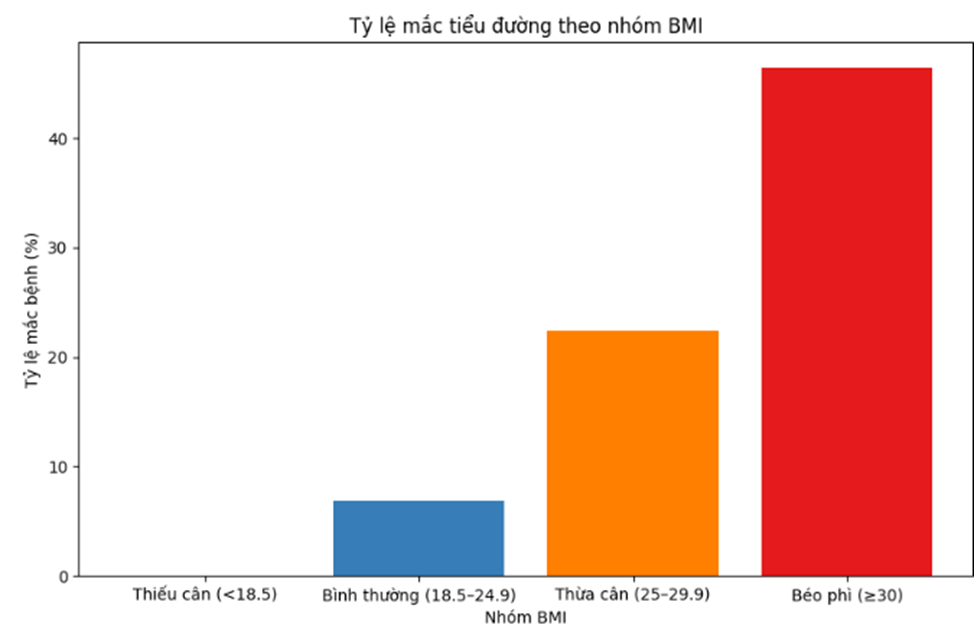 Tỷ lệ mắc tiểu đường theo nhóm BMI
Tỷ lệ mắc bệnh (%)
40
30
20
10
0
Thiếu cân (<18.5) Bình thường (18.5–24.9) Thừa cân (25–29.9) Béo phì (≥30)
Nhóm BMI